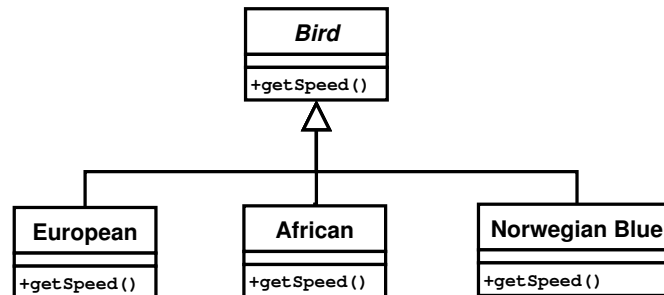 Bird
+getSpeed()
European
African
Norwegian Blue
+getSpeed()
+getSpeed()
+getSpeed()